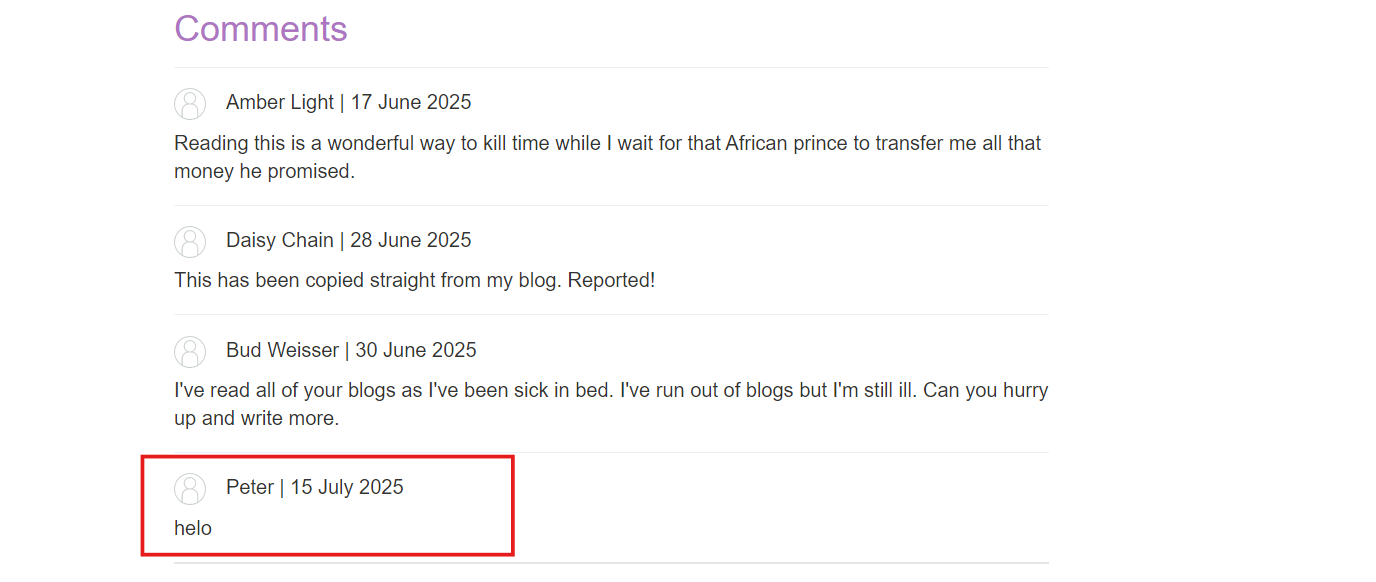 Comments
Amber Light | 17 June 2025
Reading this is a wonderful way to kill time while I wait for that African prince to transfer me all that
money he promised.
Daisy Chain | 28 June 2025
This has been copied straight from my blog. Reported!
Bud Weisser | 30 June 2025
I've read all of your blogs as I've been sick in bed. I've run out of blogs but I'm still ill. Can you hurry
up and write more.
Peter | 15 July 2025
helo